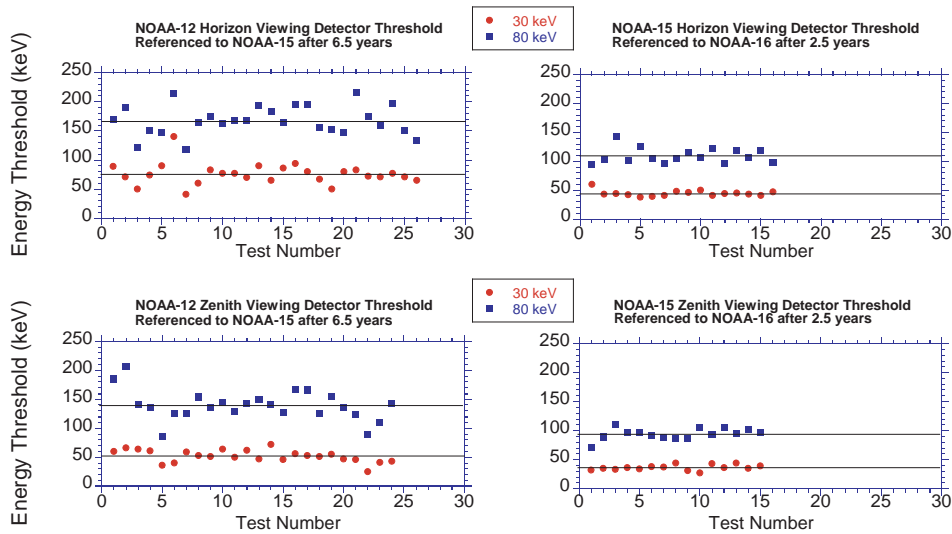 NOAA-12 Horizon Viewing Detector Threshold
Referenced to NOAA-15 after 6.5 years
30 keV
80 keV
NOAA-15 Horizon Viewing Detector Threshold
Referenced to NOAA-16 after 2.5 years
Energy Threshold (keV)
250
200
150
100
50
0
0 5 10 15 20 25 30
Test Number
250
200
150
100
50
0
0 5 10 15 20 25 30
Test Number
NOAA-12 Zenith Viewing Detector Threshold
Referenced to NOAA-15 after 6.5 years
30 keV
80 keV
NOAA-15 Zenith Viewing Detector Threshold
Referenced to NOAA-16 after 2.5 years
Energy Threshold (keV)
250
200
150
100
50
0
0 5 10 15 20 25 30
Test Number
250
200
150
100
50
0
0 5 10 15 20 25 30
Test Number